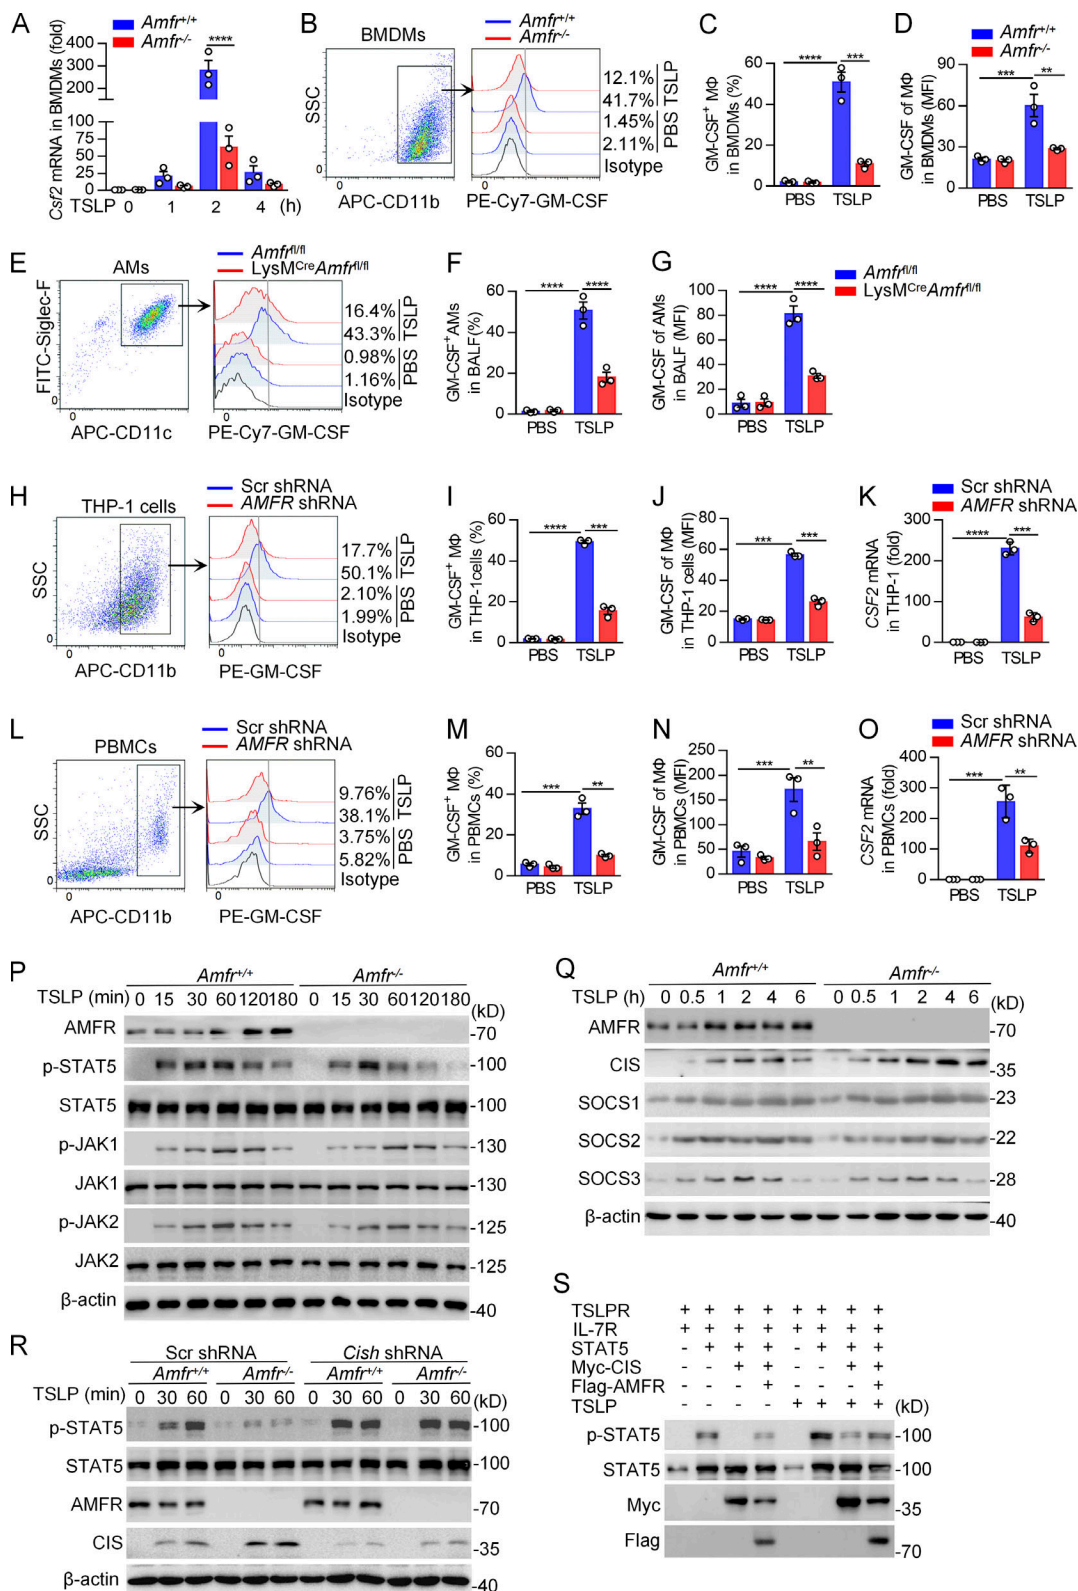 A
Csf2 mRNA in BMDMs (fold)
Amfr+/+
Amfr-/-
****
400
300
200
100
100
75
50
25
0
TSLP 0 1 2 4 (h)
B
BMDMs
Amfr+/+
Amfr-/-
SSC
0
0
APC-CD11b
12.1%
41.7%
TSLP
1.45%
2.11%
PBS
Isotype
0
PE-Cy7-GM-CSF
C
GM-CSF+ MΦ
in BMDMs (%)
**** ***
60
40
20
0
PBS TSLP
D
Amfr+/+
Amfr-/-
GM-CSF of MΦ
in BMDMs (MFI)
*** **
90
60
30
0
PBS TSLP
E
AMs
Amfrfl/fl
LysMCreAmfrfl/fl
FITC-Siglec-F
0
0
APC-CD11c
16.4%
43.3%
TSLP
0.98%
1.16%
PBS
Isotype
0
PE-Cy7-GM-CSF
F
GM-CSF+AMs
in BALF(%)
**** ****
60
40
20
0
PBS TSLP
G
Amfrfl/fl
LysMCreAmfrfl/fl
GM-CSF of AMs
in BALF (MFI)
**** ****
100
80
60
40
20
0
PBS TSLP
H
THP-1 cells
Scr shRNA
AMFR shRNA
SSC
0
0
APC-CD11b
17.7%
50.1%
TSLP
2.10%
1.99%
PBS
Isotype
0
PE-GM-CSF
I
GM-CSF+ MΦ
in THP-1cells (%)
**** ***
60
40
20
0
PBS TSLP
J
GM-CSF of MΦ
in THP-1 cells (MFI)
*** ***
80
60
40
20
0
PBS TSLP
K
Scr shRNA
AMFR shRNA
CSF2 mRNA
in THP-1 (fold)
**** ***
300
200
100
0
PBS TSLP
L
PBMCs
Scr shRNA
AMFR shRNA
SSC
0
0
APC-CD11b
9.76%
38.1%
TSLP
3.75%
5.82%
PBS
Isotype
0
PE-GM-CSF
M
GM-CSF+ MΦ
in PBMCs (%)
*** **
60
40
20
0
PBS TSLP
N
GM-CSF of MΦ
in PBMCs (MFI)
*** **
250
200
150
100
50
0
PBS TSLP
O
Scr shRNA
AMFR shRNA
CSF2 mRNA
in PBMCs (fold)
*** **
400
300
200
100
0
PBS TSLP
P
Amfr+/+ Amfr-/-
TSLP (min) 0 15 30 60 120 180 0 15 30 60 120 180
(kD)
AMFR -70
p-STAT5 -100
STAT5 -100
p-JAK1 -130
JAK1 -130
p-JAK2 -125
JAK2 -125
β-actin -40
Q
Amfr+/+ Amfr-/-
TSLP (h) 0 0.5 1 2 4 6 0 0.5 1 2 4 6 (kD)
AMFR -70
CIS -35
SOCS1 -23
SOCS2 -22
SOCS3 -28
β-actin -40
R
Scr shRNA Cish shRNA
Amfr+/+ Amfr-/- Amfr+/+ Amfr-/-
TSLP (min) 0 30 60 0 30 60 0 30 60 0 30 60 (kD)
p-STAT5 -100
STAT5 -100
AMFR -70
CIS -35
β-actin -40
S
TSLPR + + + + + + + +
IL-7R + + + + + + + +
STAT5 - + + + - + + +
Myc-CIS - - + + - - + +
Flag-AMFR - - - + - - - +
TSLP - - - - + + + + (kD)
p-STAT5 -100
STAT5 -100
Myc -35
Flag -70